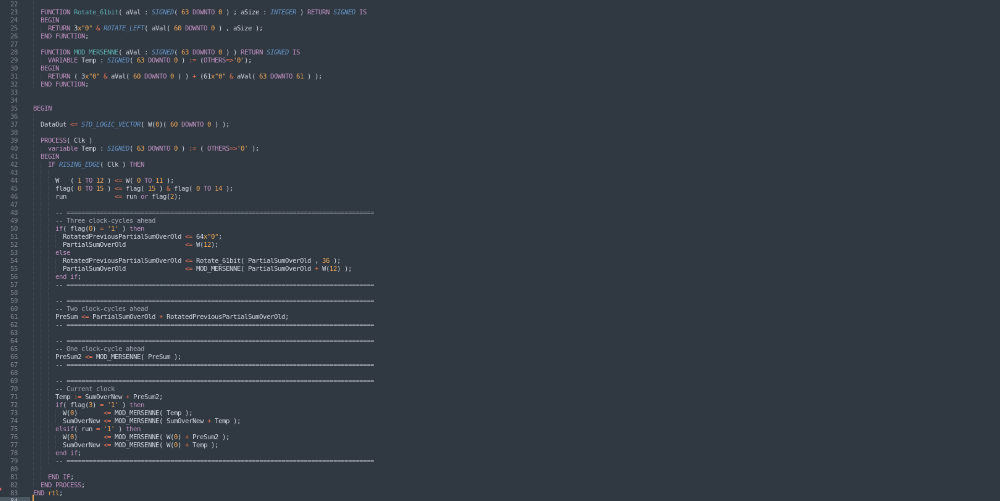 22
23 FUNCTION Rotate_61bit( aVal : SIGNED( 63 DOWNTO 0 ) ; aSize : INTEGER ) RETURN SIGNED IS
24 BEGIN
25 RETURN 3x"0" & ROTATE_LEFT( aVal( 60 DOWNTO 0 ) , aSize );
26 END FUNCTION;
27
28 FUNCTION MOD_MERSENNE( aVal : SIGNED( 63 DOWNTO 0 ) ) RETURN SIGNED IS
29 VARIABLE Temp : SIGNED( 63 DOWNTO 0 ) := (OTHERS=>'0');
30 BEGIN
31 RETURN ( 3x"0" & aVal( 60 DOWNTO 0 ) ) + (61x"0" & aVal( 63 DOWNTO 61 ) );
32 END FUNCTION;
33
34
35 BEGIN
36
37 DataOut <= STD_LOGIC_VECTOR( W(0)( 60 DOWNTO 0 ) );
38
39 PROCESS( Clk )
40 variable Temp : SIGNED( 63 DOWNTO 0 ) := ( OTHERS=>'0' );
41 BEGIN
42 IF RISING_EDGE( Clk ) THEN
43
44 W   ( 1 TO 12 ) <= W( 0 TO 11 );
45 flag( 0 TO 15 ) <= flag( 15 ) & flag( 0 TO 14 );
46 run             <= run or flag(2);
47
48 -- ===================================================================================
49 -- Three clock-cycles ahead
50 if( flag(0) = '1' ) then
51 RotatedPreviousPartialSumOverOld <= 64x"0";
52 PartialSumOverOld                <= W(12);
53 else
54 RotatedPreviousPartialSumOverOld <= Rotate_61bit( PartialSumOverOld , 36 );
55 PartialSumOverOld                <= MOD_MERSENNE( PartialSumOverOld + W(12) );
56 end if;
57 -- ===================================================================================
58
59 -- ===================================================================================
60 -- Two clock-cycles ahead
61 PreSum <= PartialSumOverOld + RotatedPreviousPartialSumOverOld;
62 -- ===================================================================================
63
64 -- ===================================================================================
65 -- One clock-cycle ahead
66 PreSum2 <= MOD_MERSENNE( PreSum );
67 -- ===================================================================================
68
69 -- ===================================================================================
70 -- Current clock
71 Temp := SumOverNew + PreSum2;
72 if( flag(3) = '1' ) then
73 W(0)       <= MOD_MERSENNE( Temp );
74 SumOverNew <= MOD_MERSENNE( SumOverNew + Temp );
75 elsif( run = '1' ) then
76 W(0)       <= MOD_MERSENNE( W(0) + PreSum2 );
77 SumOverNew <= MOD_MERSENNE( W(0) + Temp );
78 end if;
79 -- ===================================================================================
80
81 END IF;
82 END PROCESS;
83 END rtl;
84